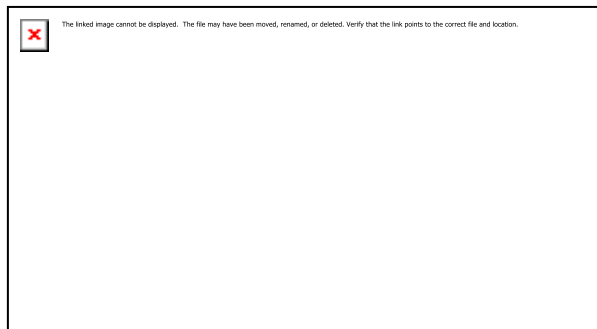 The linked image cannot be displayed.  The file may have been moved, renamed, or deleted. Verify that the link points to the correct file and location.